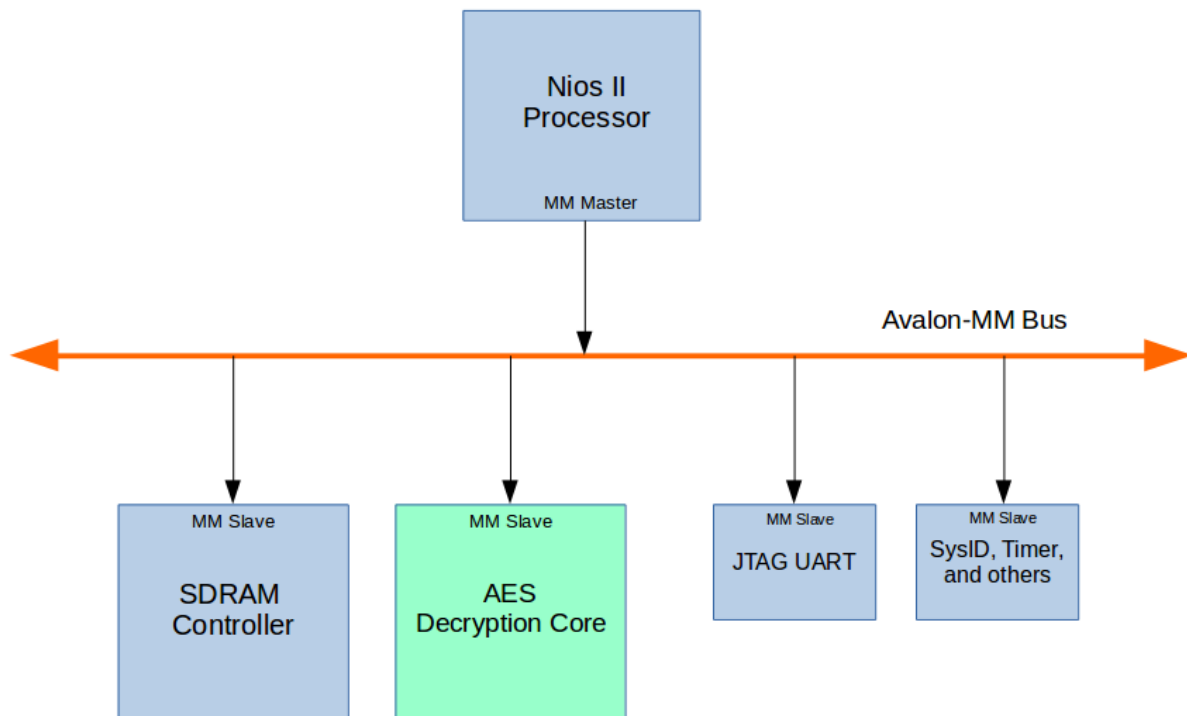 Nios II
Processor
MM Master
Avalon-MM Bus
MM Slave
SDRAM
Controller
MM Slave
AES
Decryption Core
MM Slave
JTAG UART
MM Slave
SysID, Timer,
and others